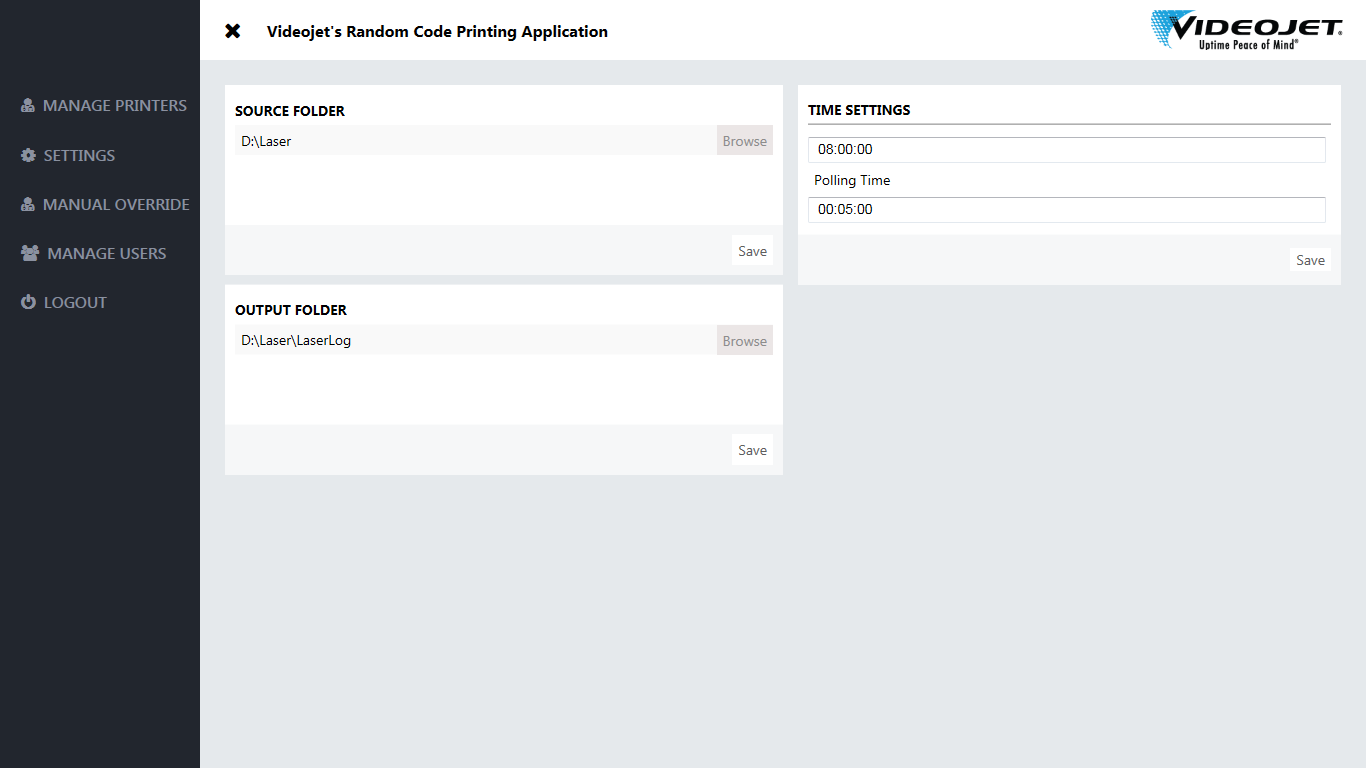 Videojet's Random Code Printing Application
VIDEOJET.
Uptime Peace of Mind®
MANAGE PRINTERS
SETTINGS
MANUAL OVERRIDE
MANAGE USERS
LOGOUT
SOURCE FOLDER
D:\Laser
Browse
Save
OUTPUT FOLDER
D:\Laser\LaserLog
Browse
Save
TIME SETTINGS
08:00:00
Polling Time
00:05:00
Save